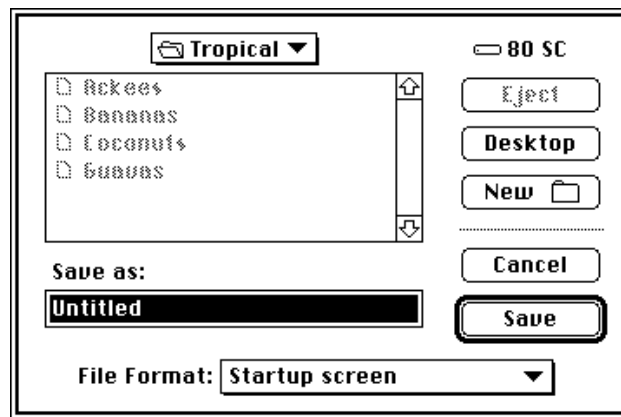 Tropical
80 SC
Ackees
Bananas
Coconuts
Guavas
Eject
Desktop
New
Save as:
Untitled
Cancel
Save
File Format: Startup screen